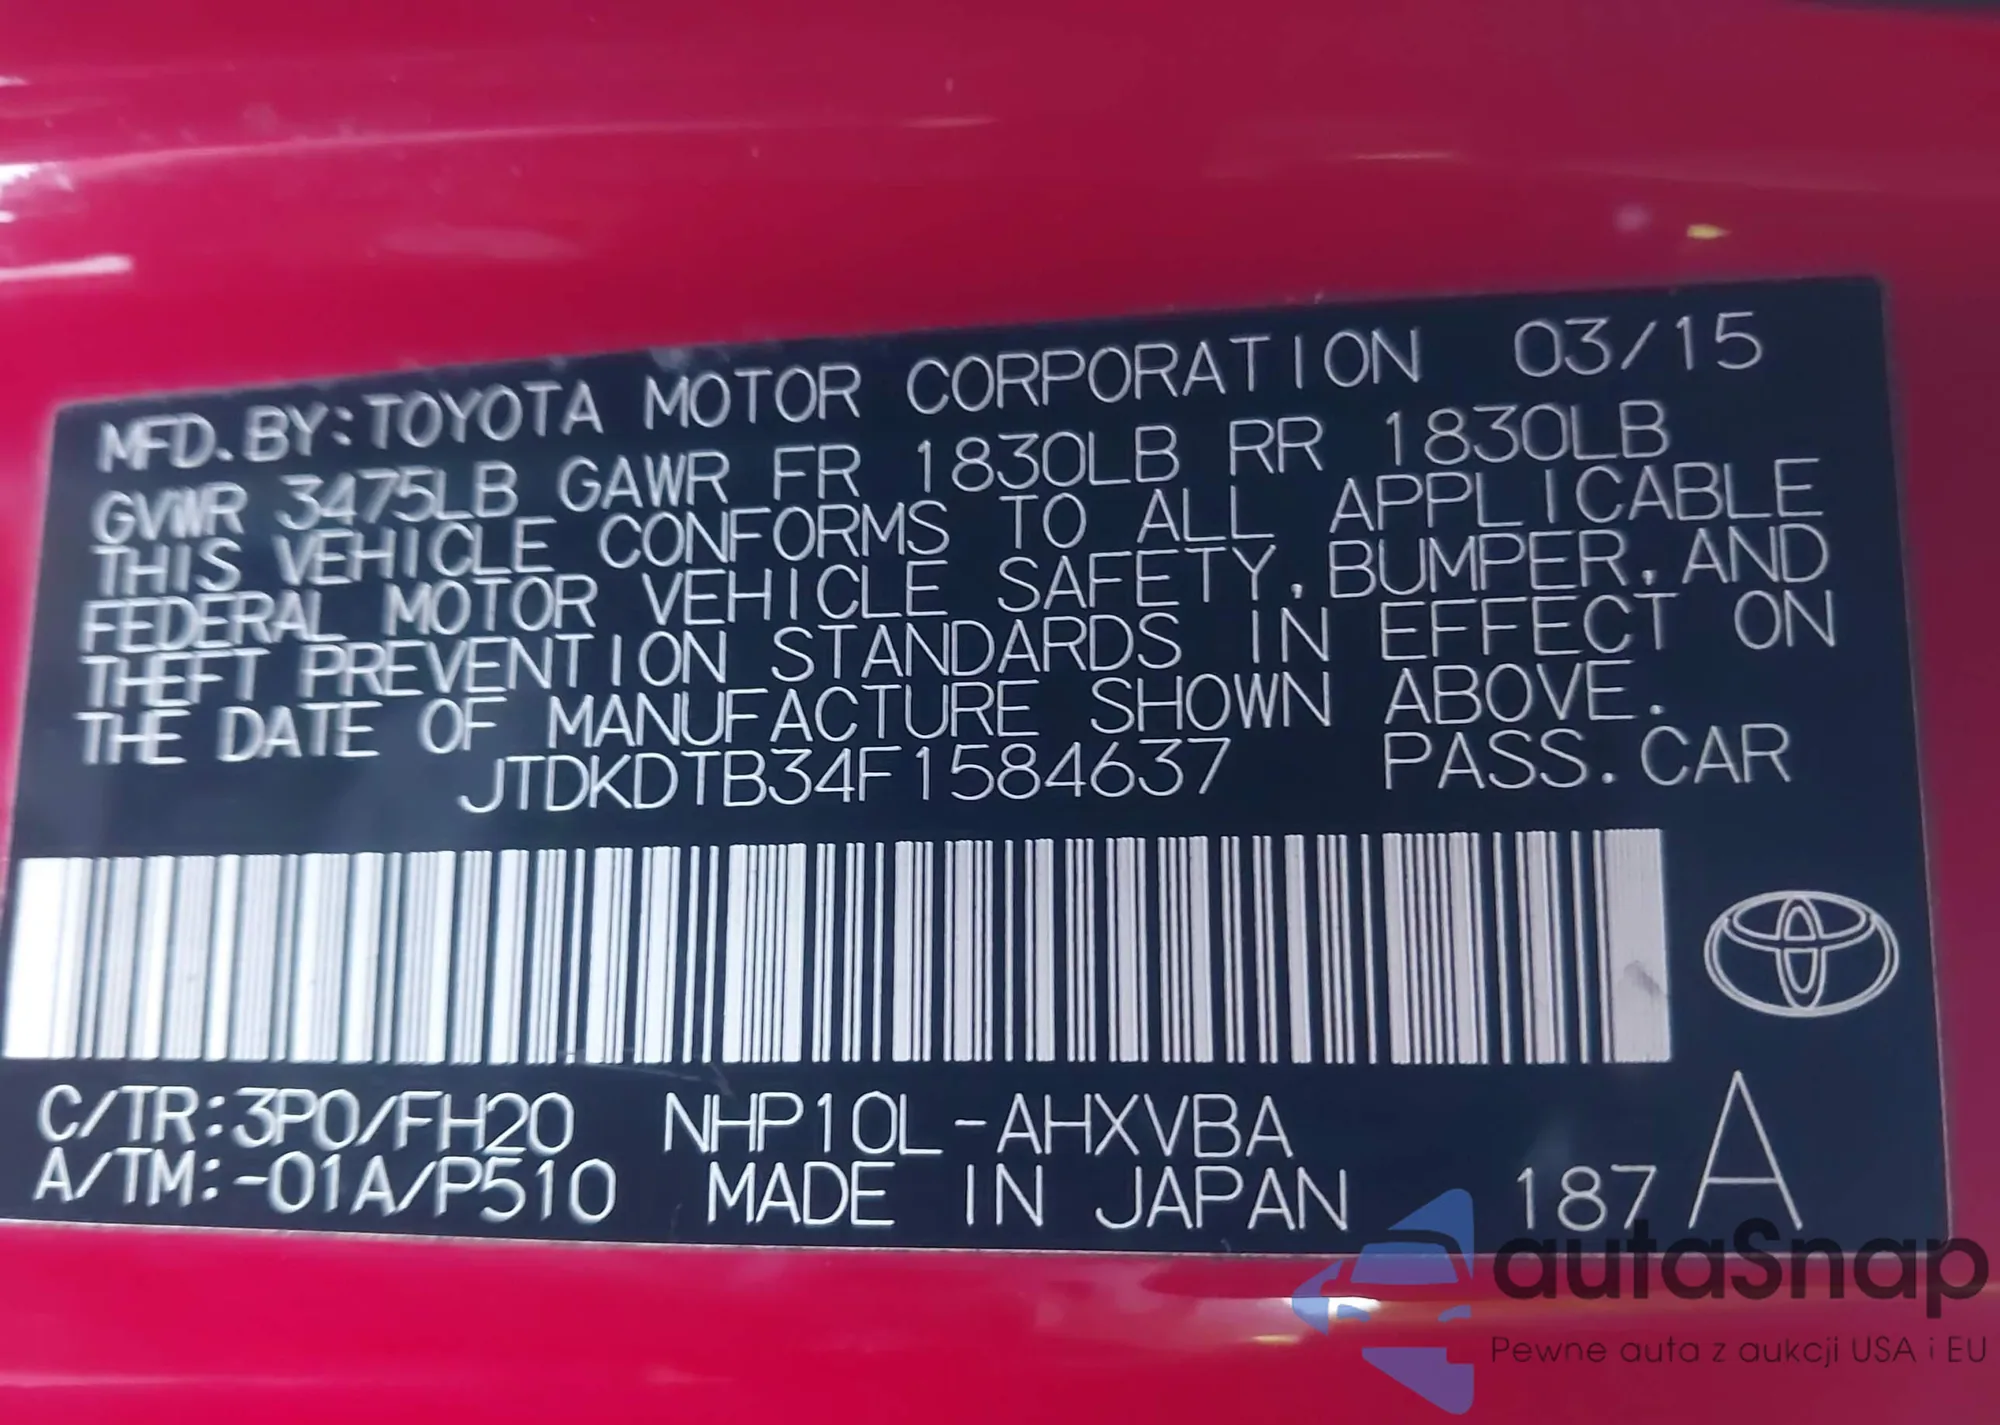 MFD.BY:TOYOTA MOTOR CORPORATION 03/15
GVWR 3475LB GAWR FR 1830LB RR 1830LB
THIS VEHICLE CONFORMS TO ALL APPLICABLE
FEDERAL MOTOR VEHICLE SAFETY,BUMPER,AND
THEFT PREVENTION STANDARDS IN EFFECT ON
THE DATE OF MANUFACTURE SHOWN ABOVE.
JTDKDTB34F1584637 PASS.CAR
C/TR:3P0/FH20 NHP10L-AHXVBA
A/TM:-01A/P510 MADE IN JAPAN 187 A
autaSnap
Pewne auta z aukcji USA i EU